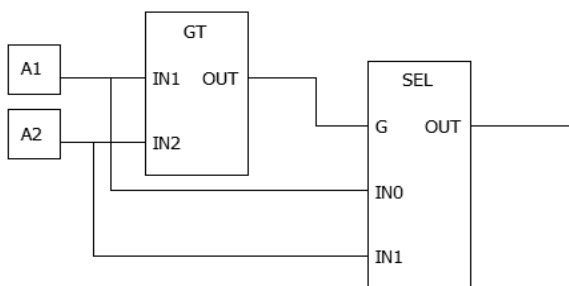 GT
A1
IN1 OUT
SEL
A2
G OUT
IN2
IN0
IN1